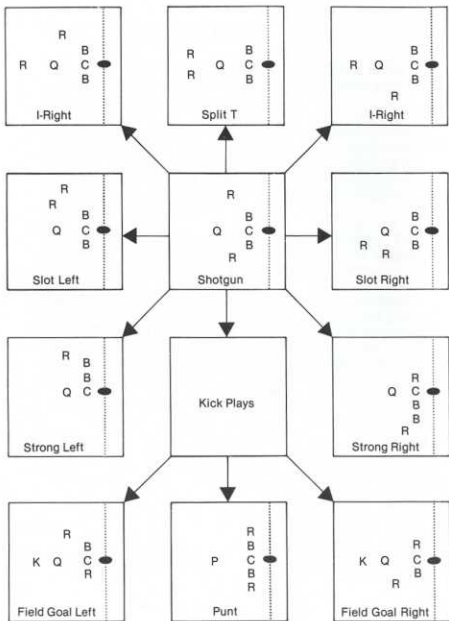 R
B
R Q C
B
I-Right
B
R
Q C
R B
Split T
B
R Q C
B
R
I-Right
R
R
B
Q C
B
Slot Left
R
B
Q C
B
R
Shotgun
B
Q C
R B
R
Slot Right
R B
B
Q C
Strong Left
Kick Plays
R
Q C
B
B
R
Strong Right
R
B
K Q C
R
Field Goal Left
R
B
P C
B
R
Punt
R
K Q C
B
R
Field Goal Right